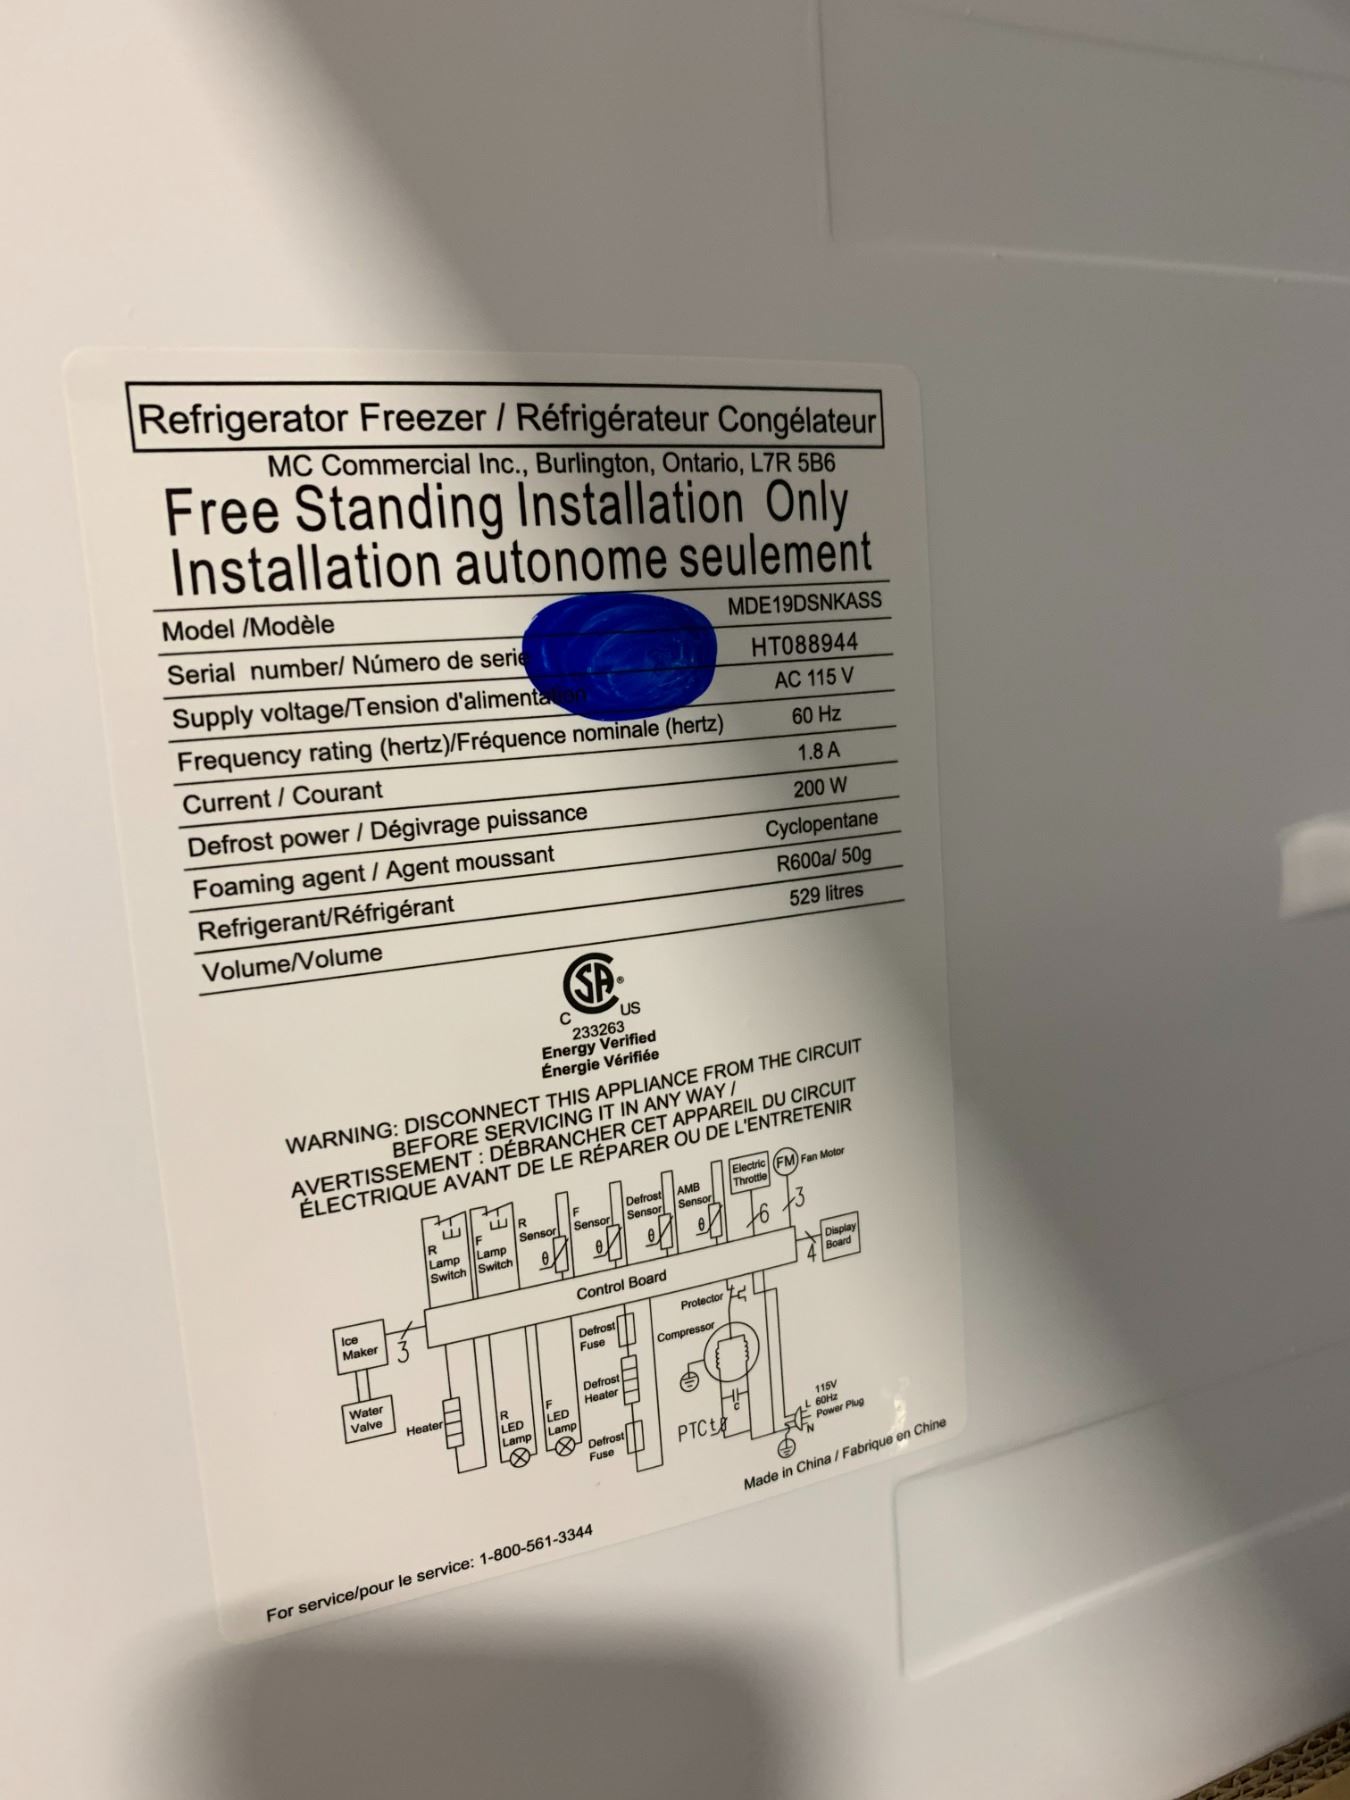 Refrigerator Freezer / Réfrigérateur Congélateur
MC Commercial Inc., Burlington, Ontario, L7R 5B6
Free Standing Installation Only
Installation autonome seulement
Model /Modèle MDE19DSNKASS
Serial number/ Número de serie HT088944
Supply voltage/Tension d'alimentation AC 115 V
Frequency rating (hertz)/Fréquence nominale (hertz) 60 Hz
Current / Courant 1.8 A
Defrost power / Dégivrage puissance 200 W
Foaming agent / Agent moussant Cyclopentane
Refrigerant/Réfrigérant R600a/ 50g
Volume/Volume 529 litres
CSA®
C US
233263
Energy Verified
Énergie Vérifiée
WARNING: DISCONNECT THIS APPLIANCE FROM THE CIRCUIT
BEFORE SERVICING IT IN ANY WAY /
AVERTISSEMENT : DÉBRANCHER CET APPAREIL DU CIRCUIT
ÉLECTRIQUE AVANT DE LE RÉPARER OU DE L'ENTRETENIR
R
Lamp
Switch
F
Lamp
Switch
R
Sensor
θ
F
Sensor
θ
Defrost
Sensor
θ
AMB
Sensor
θ
Electric
Throttle
6
FM Fan Motor
3
Display
Board
4
Control Board
Ice
Maker
3
Water
Valve
Heater
R
LED
Lamp
F
LED
Lamp
Defrost
Fuse
Defrost
Heater
Defrost
Fuse
Protector
Compressor
C
PTC
115V
60Hz
Power Plug
L
N
Made in China / Fabrique en Chine
For service/pour le service: 1-800-561-3344